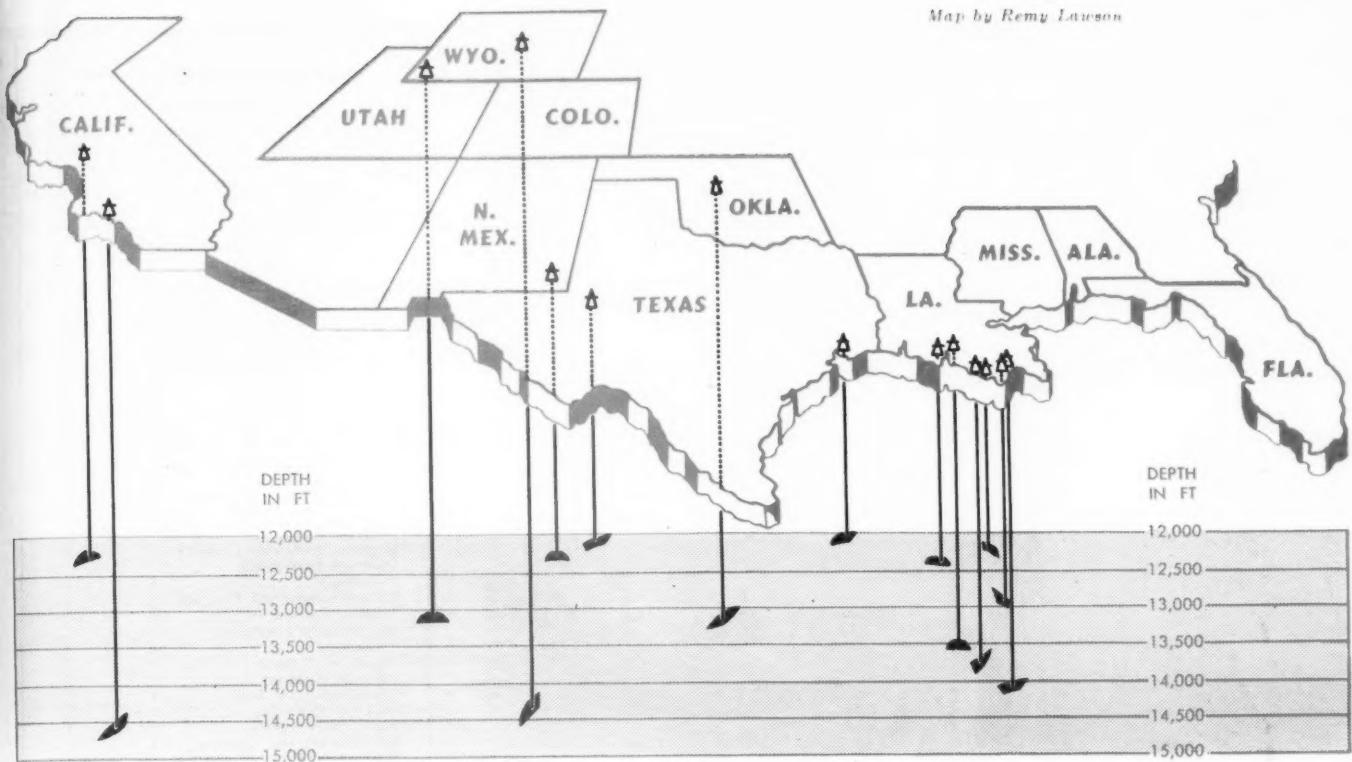 Map by Remy Lawson
WYO.
UTAH
COLO.
CALIF.
OKLA.
N.
MEX.
MISS.
ALA.
TEXAS
LA.
FLA.
DEPTH
IN FT
12,000
12,500
13,000
13,500
14,000
14,500
15,000
DEPTH
IN FT
12,000
12,500
13,000
13,500
14,000
14,500
15,000